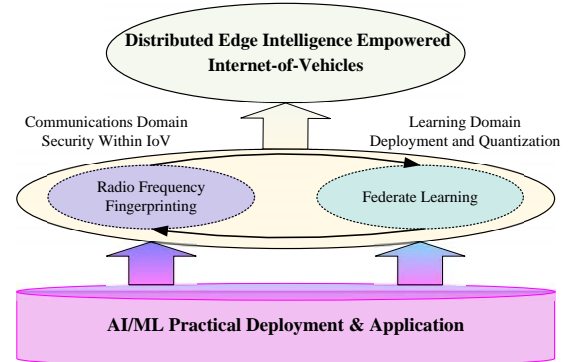 Distributed Edge Intelligence Empowered
Internet-of-Vehicles
Communications Domain
Security Within IoV
Learning Domain
Deployment and Quantization
Radio Frequency
Fingerprinting
Federate Learning
AI/ML Practical Deployment & Application